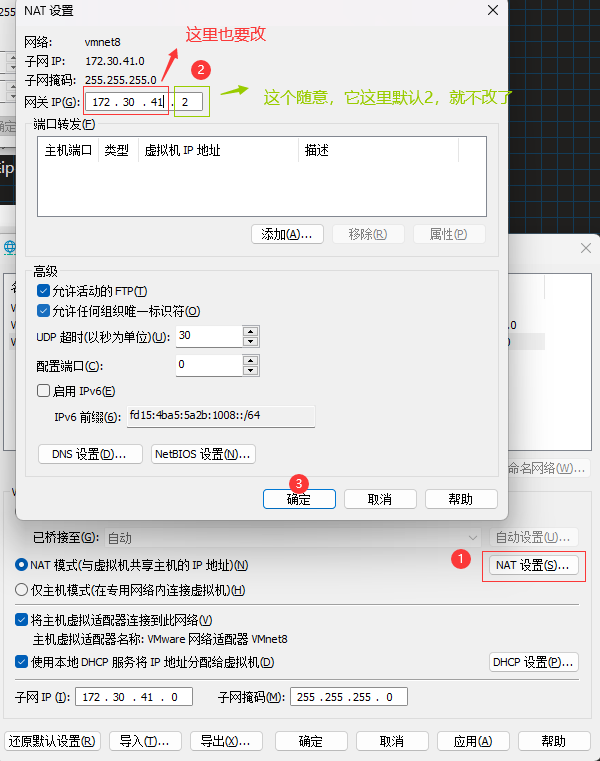 NAT 设置
网络: vmnet8
这里也要改
子网 IP: 172.30.41.0
2
子网掩码: 255.255.255.0
网关 IP(G): 172 . 30 . 41 . 2
这个随意，它这里默认2，就不改了
端口转发(F)
主机端口 类型 虚拟机 IP 地址 描述
添加(A)... 移除(R) 属性(P)
高级
允许活动的 FTP(T)
允许任何组织唯一标识符(O)
UDP 超时(以秒为单位)(U): 30
配置端口(C): 0
启用 IPv6(E)
IPv6 前缀(6): fd15:4ba5:5a2b:1008::/64
DNS 设置(D)... NetBIOS 设置(N)...
命名网络(W)...
3
确定 取消 帮助
已桥接至(G): 自动 自动设置(U)...
1
NAT 模式(与虚拟机共享主机的 IP 地址)(N) NAT 设置(S)...
仅主机模式(在专用网络内连接虚拟机)(H)
将主机虚拟适配器连接到此网络(V)
主机虚拟适配器名称: VMware 网络适配器 VMnet8
使用本地 DHCP 服务将 IP 地址分配给虚拟机(D) DHCP 设置(P)...
子网 IP (I): 172 . 30 . 41 . 0 子网掩码(M): 255 .255 .255 . 0
还原默认设置(R) 导入(T)... 导出(X)... 确定 取消 应用(A) 帮助